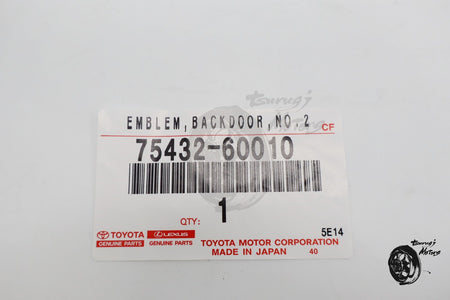 tsurugi
EMBLEM, BACKDOOR, NO, 2
CF
75432-60010
QTY: 1
5E14
TOYOTA LEXUS
GENUINE PARTS GENUINE PARTS
TOYOTA MOTOR CORPORATION
MADE IN JAPAN 40
tsurugi
Motors